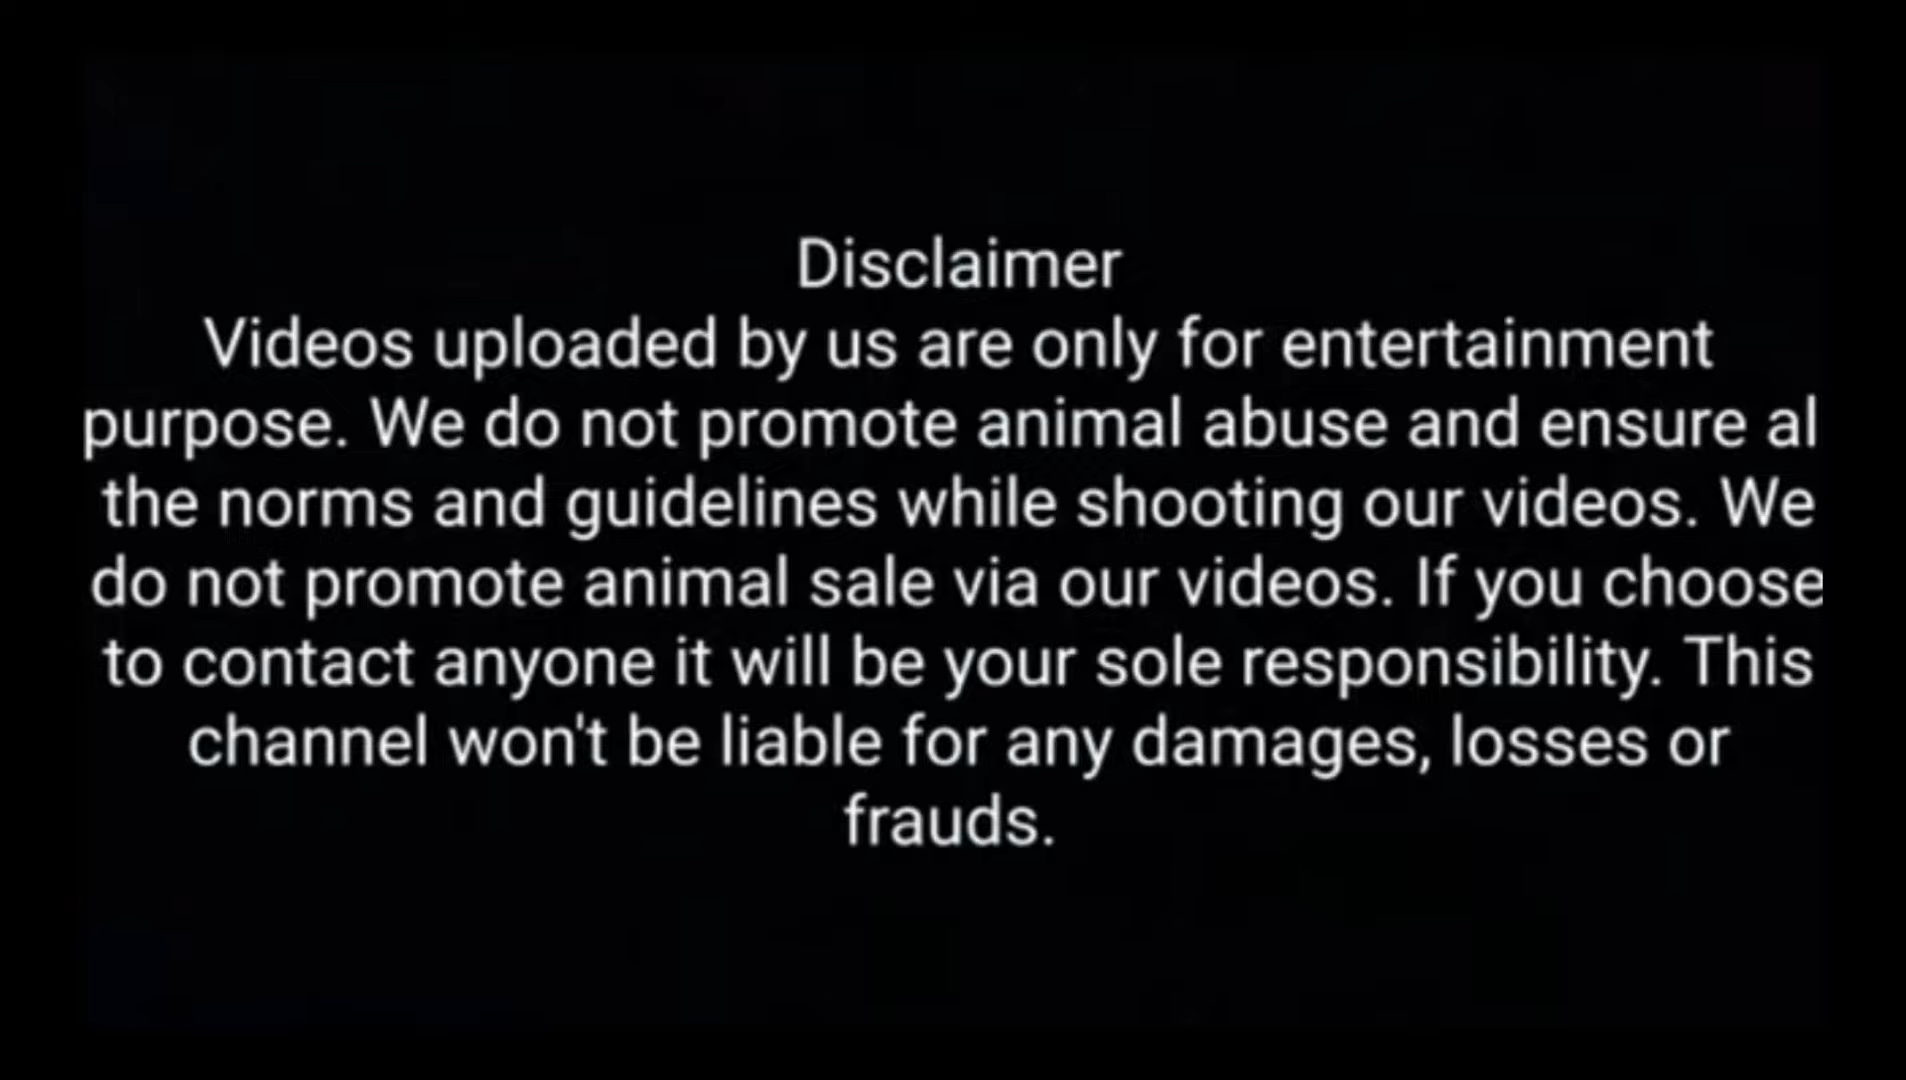 Disclaimer
Videos uploaded by us are only for entertainment
purpose. We do not promote animal abuse and ensure al
the norms and guidelines while shooting our videos. We
do not promote animal sale via our videos. If you choose
to contact anyone it will be your sole responsibility. This
channel won't be liable for any damages, losses or
frauds.